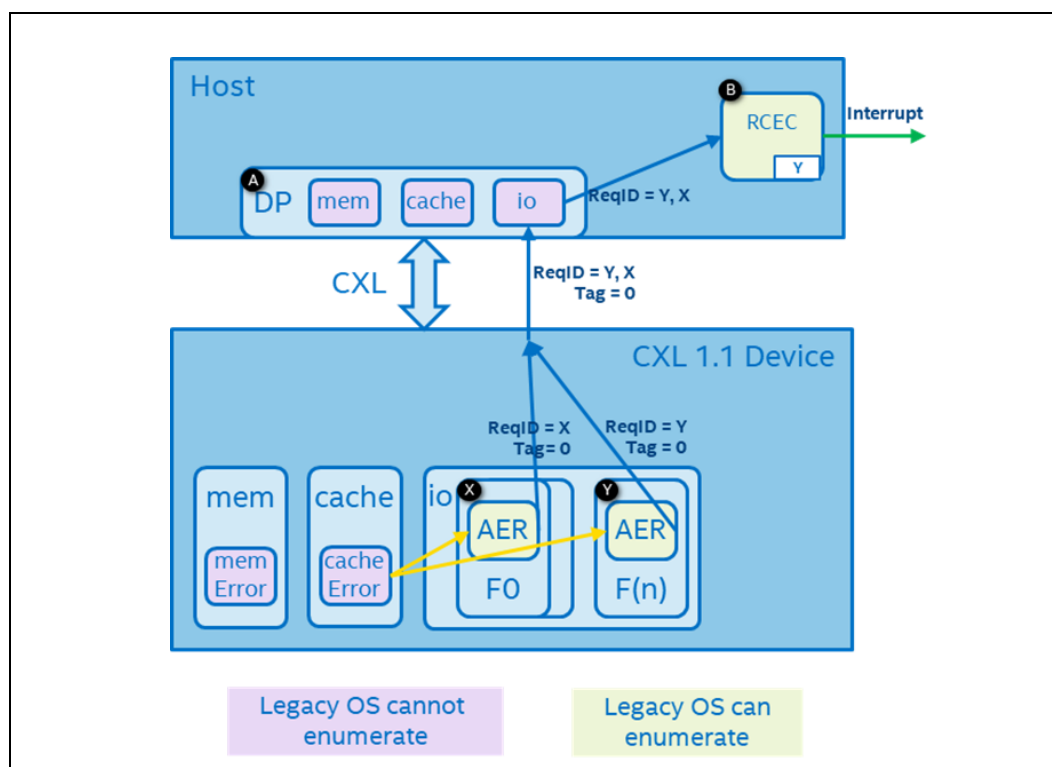 Host
B
RCEC
Y
Interrupt
A
DP
mem
cache
io
ReqID = Y, X
CXL
ReqID = Y, X
Tag = 0
CXL 1.1 Device
ReqID = X
Tag= 0
ReqID = Y
Tag = 0
mem
mem
Error
cache
cache
Error
io
X
AER
F0
Y
AER
F(n)
Legacy OS cannot
enumerate
Legacy OS can
enumerate